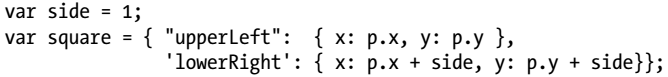 var side = 1;
var square = { "upperLeft":  { x: p.x, y: p.y },
               'lowerRight': { x: p.x + side, y: p.y + side}};